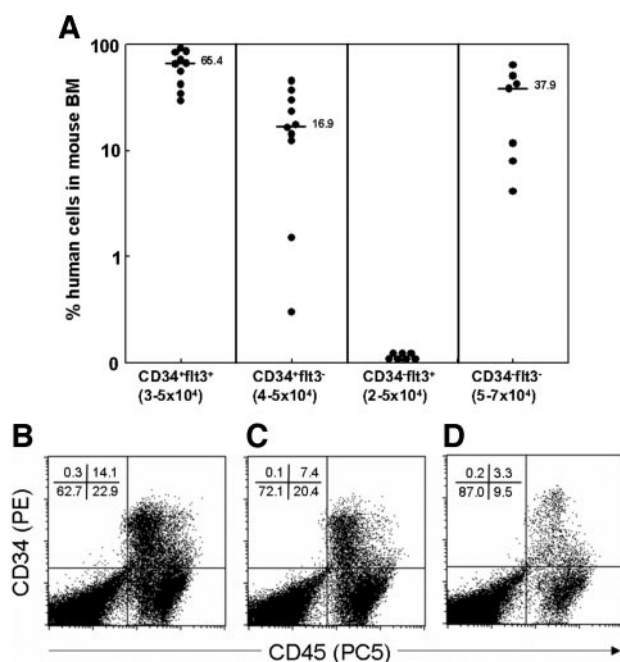 A
% human cells in mouse BM
100
10
1
0
65.4
16.9
37.9
CD34⁺flt3⁺
(3-5x10⁴)
CD34⁺flt3⁻
(4-5x10⁴)
CD34⁻flt3⁺
(2-5x10⁴)
CD34⁻flt3⁻
(5-7x10⁴)
B
C
D
0.3 14.1
62.7 22.9
0.1 7.4
72.1 20.4
0.2 3.3
87.0 9.5
CD34 (PE)
CD45 (PC5)